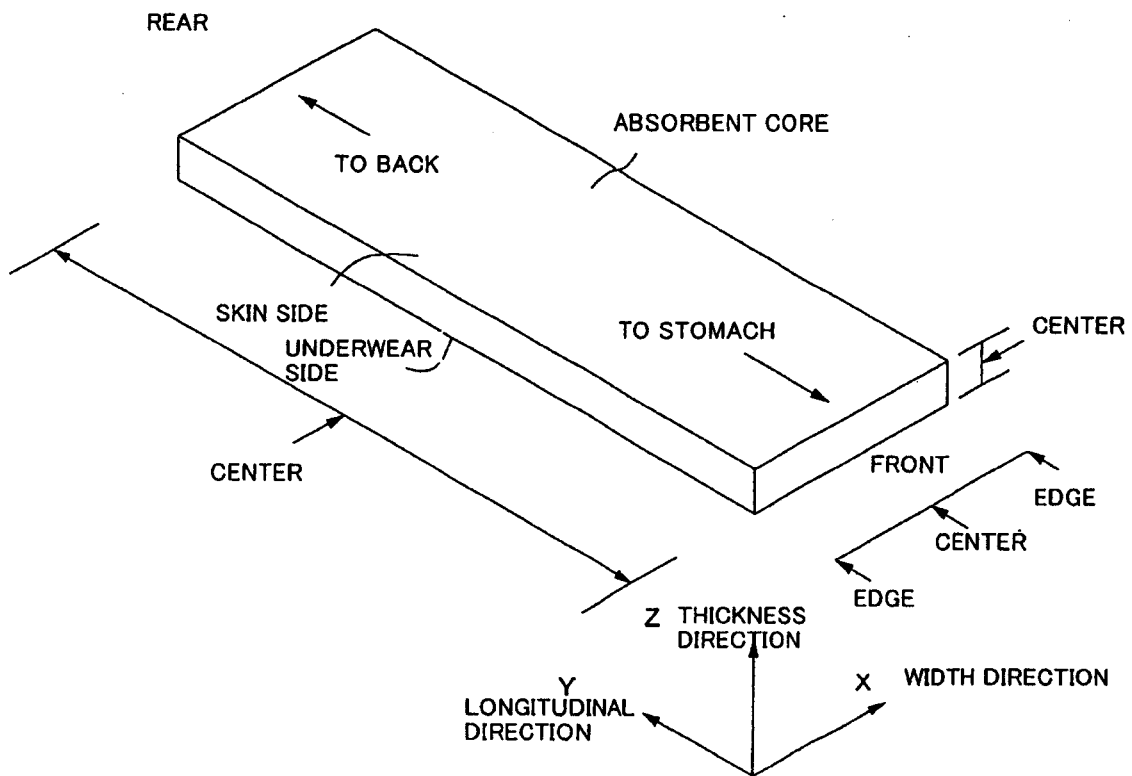 REAR
ABSORBENT CORE
TO BACK
SKIN SIDE
UNDERWEAR
SIDE
TO STOMACH
CENTER
CENTER
FRONT
EDGE
CENTER
EDGE
Z THICKNESS
DIRECTION
Y
LONGITUDINAL
DIRECTION
X WIDTH DIRECTION